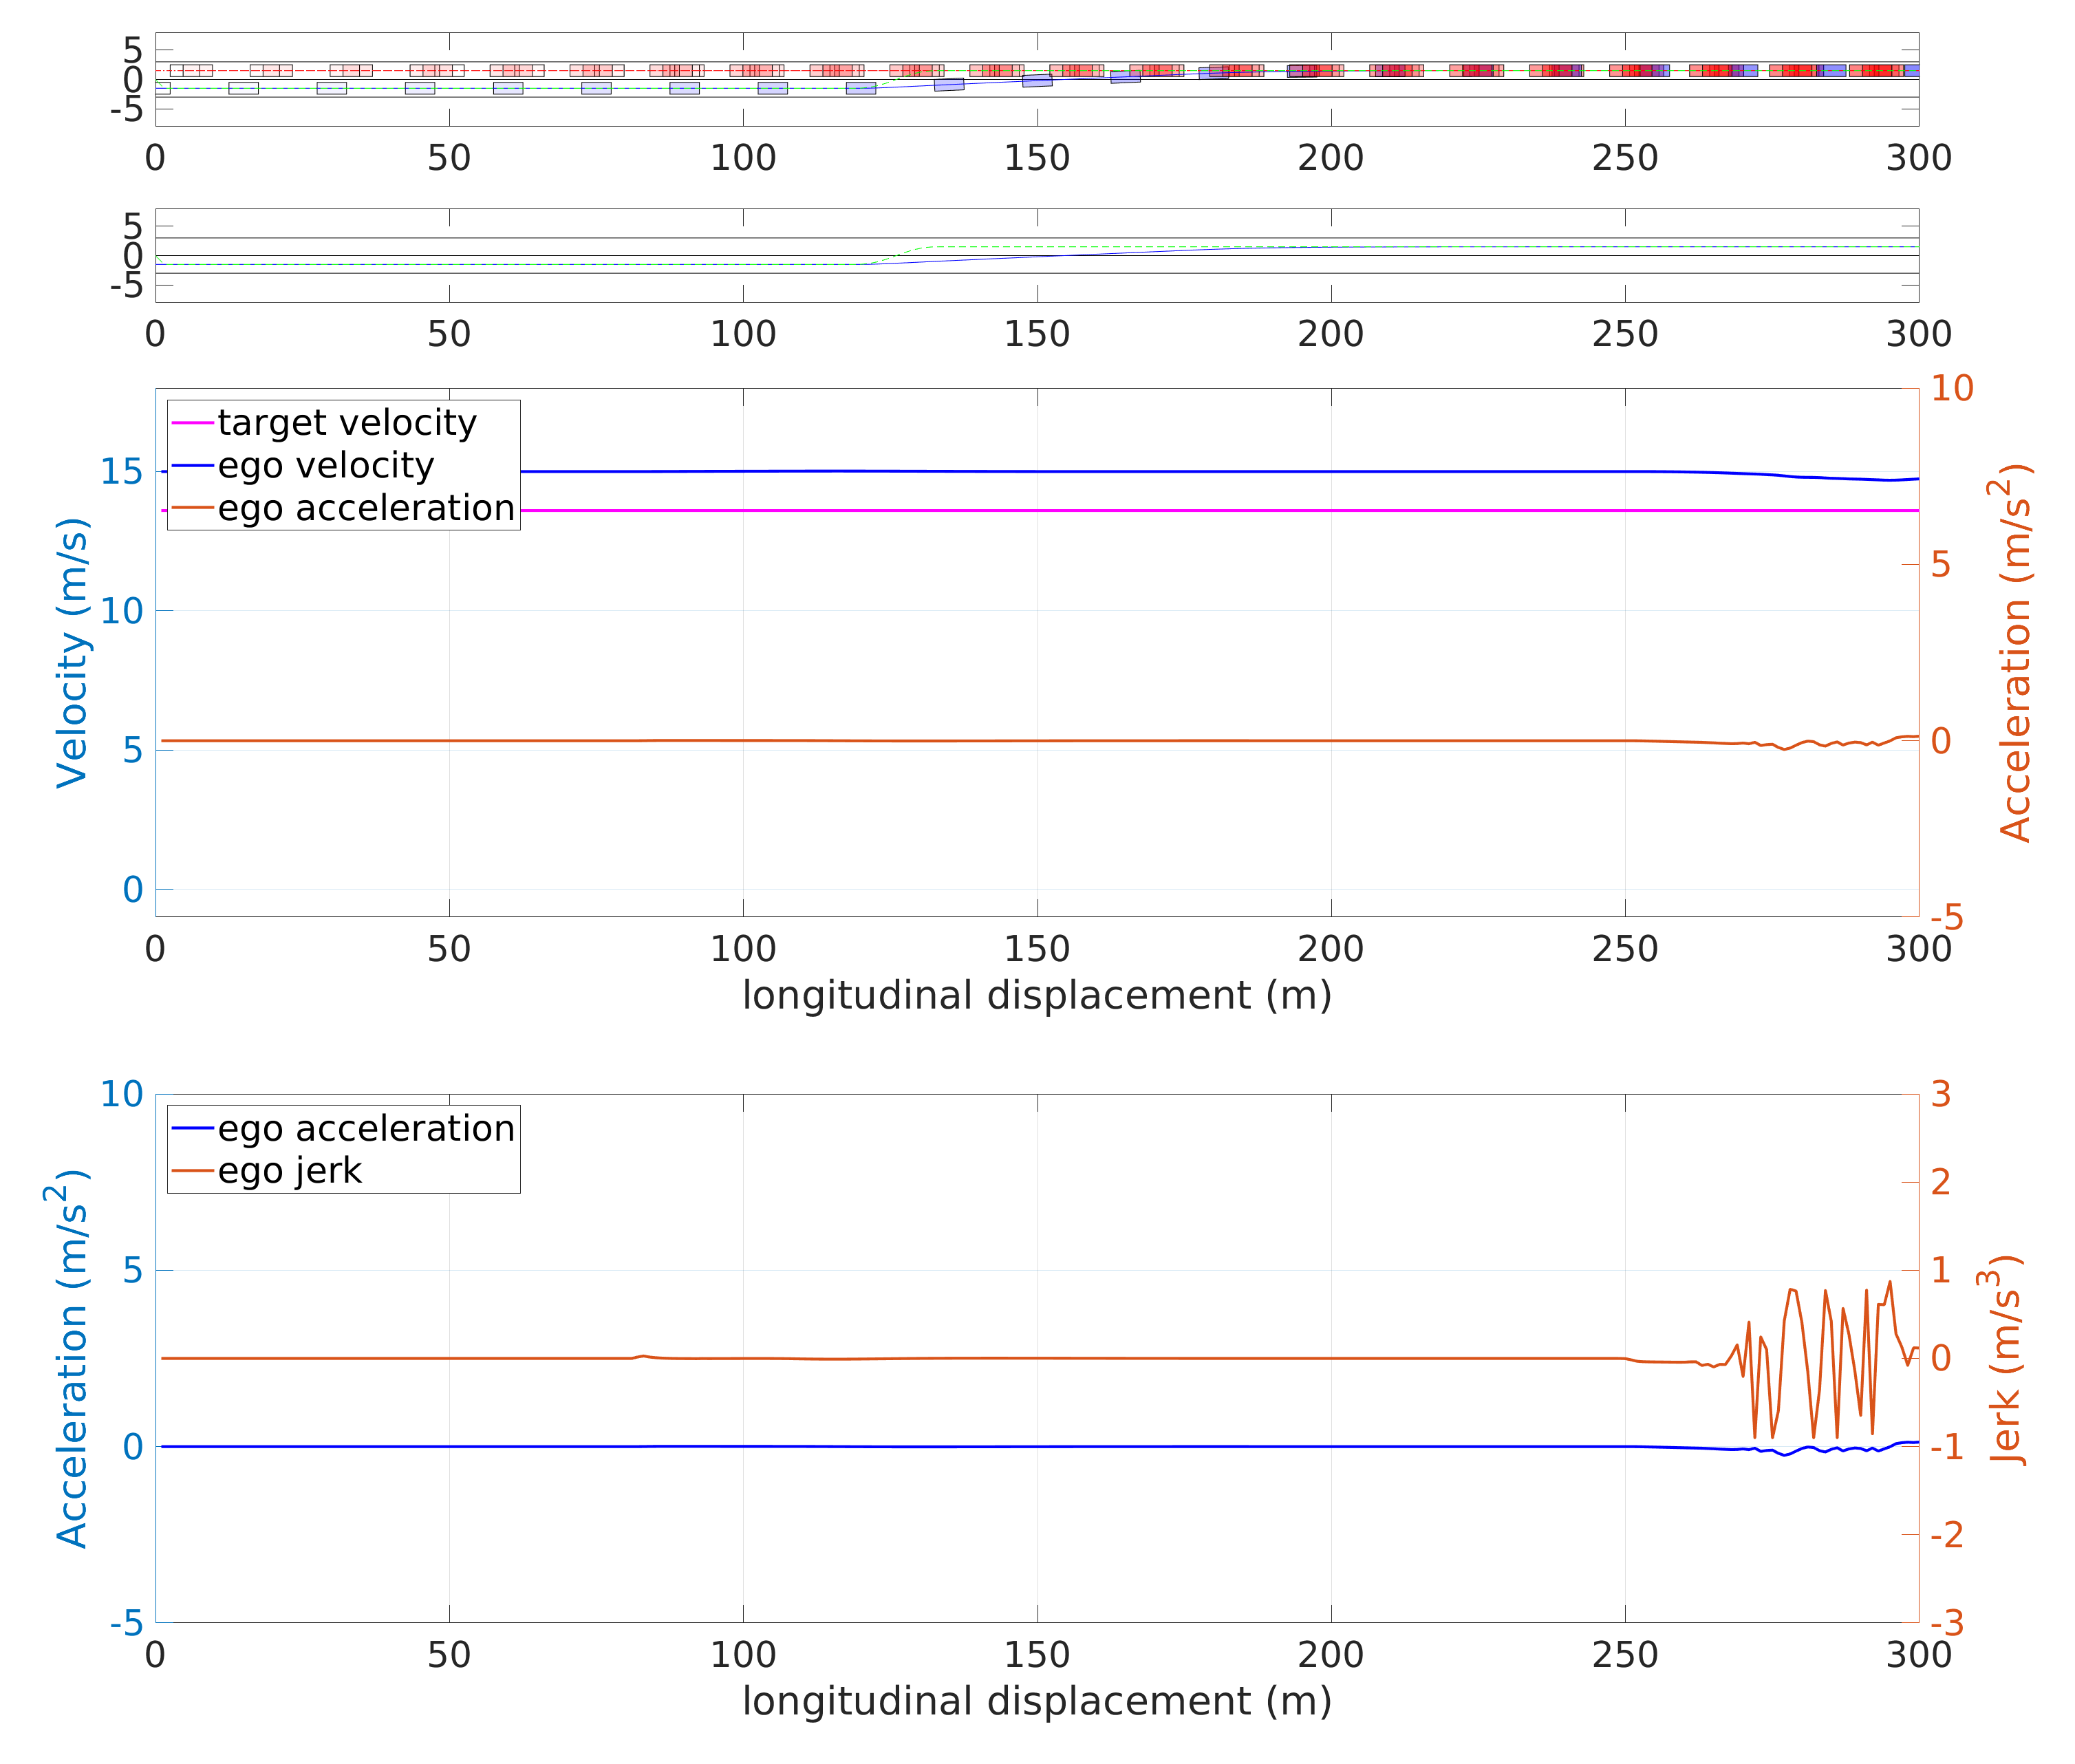 5
0
-5
0 50 100 150 200 250 300
5
0
-5
0 50 100 150 200 250 300
target velocity
ego velocity
ego acceleration
Velocity (m/s)
15
10
5
0
10
5
0
-5
Acceleration (m/s²)
0 50 100 150 200 250 300
longitudinal displacement (m)
ego acceleration
ego jerk
Acceleration (m/s²)
10
5
0
-5
3
2
1
0
-1
-2
-3
Jerk (m/s³)
0 50 100 150 200 250 300
longitudinal displacement (m)